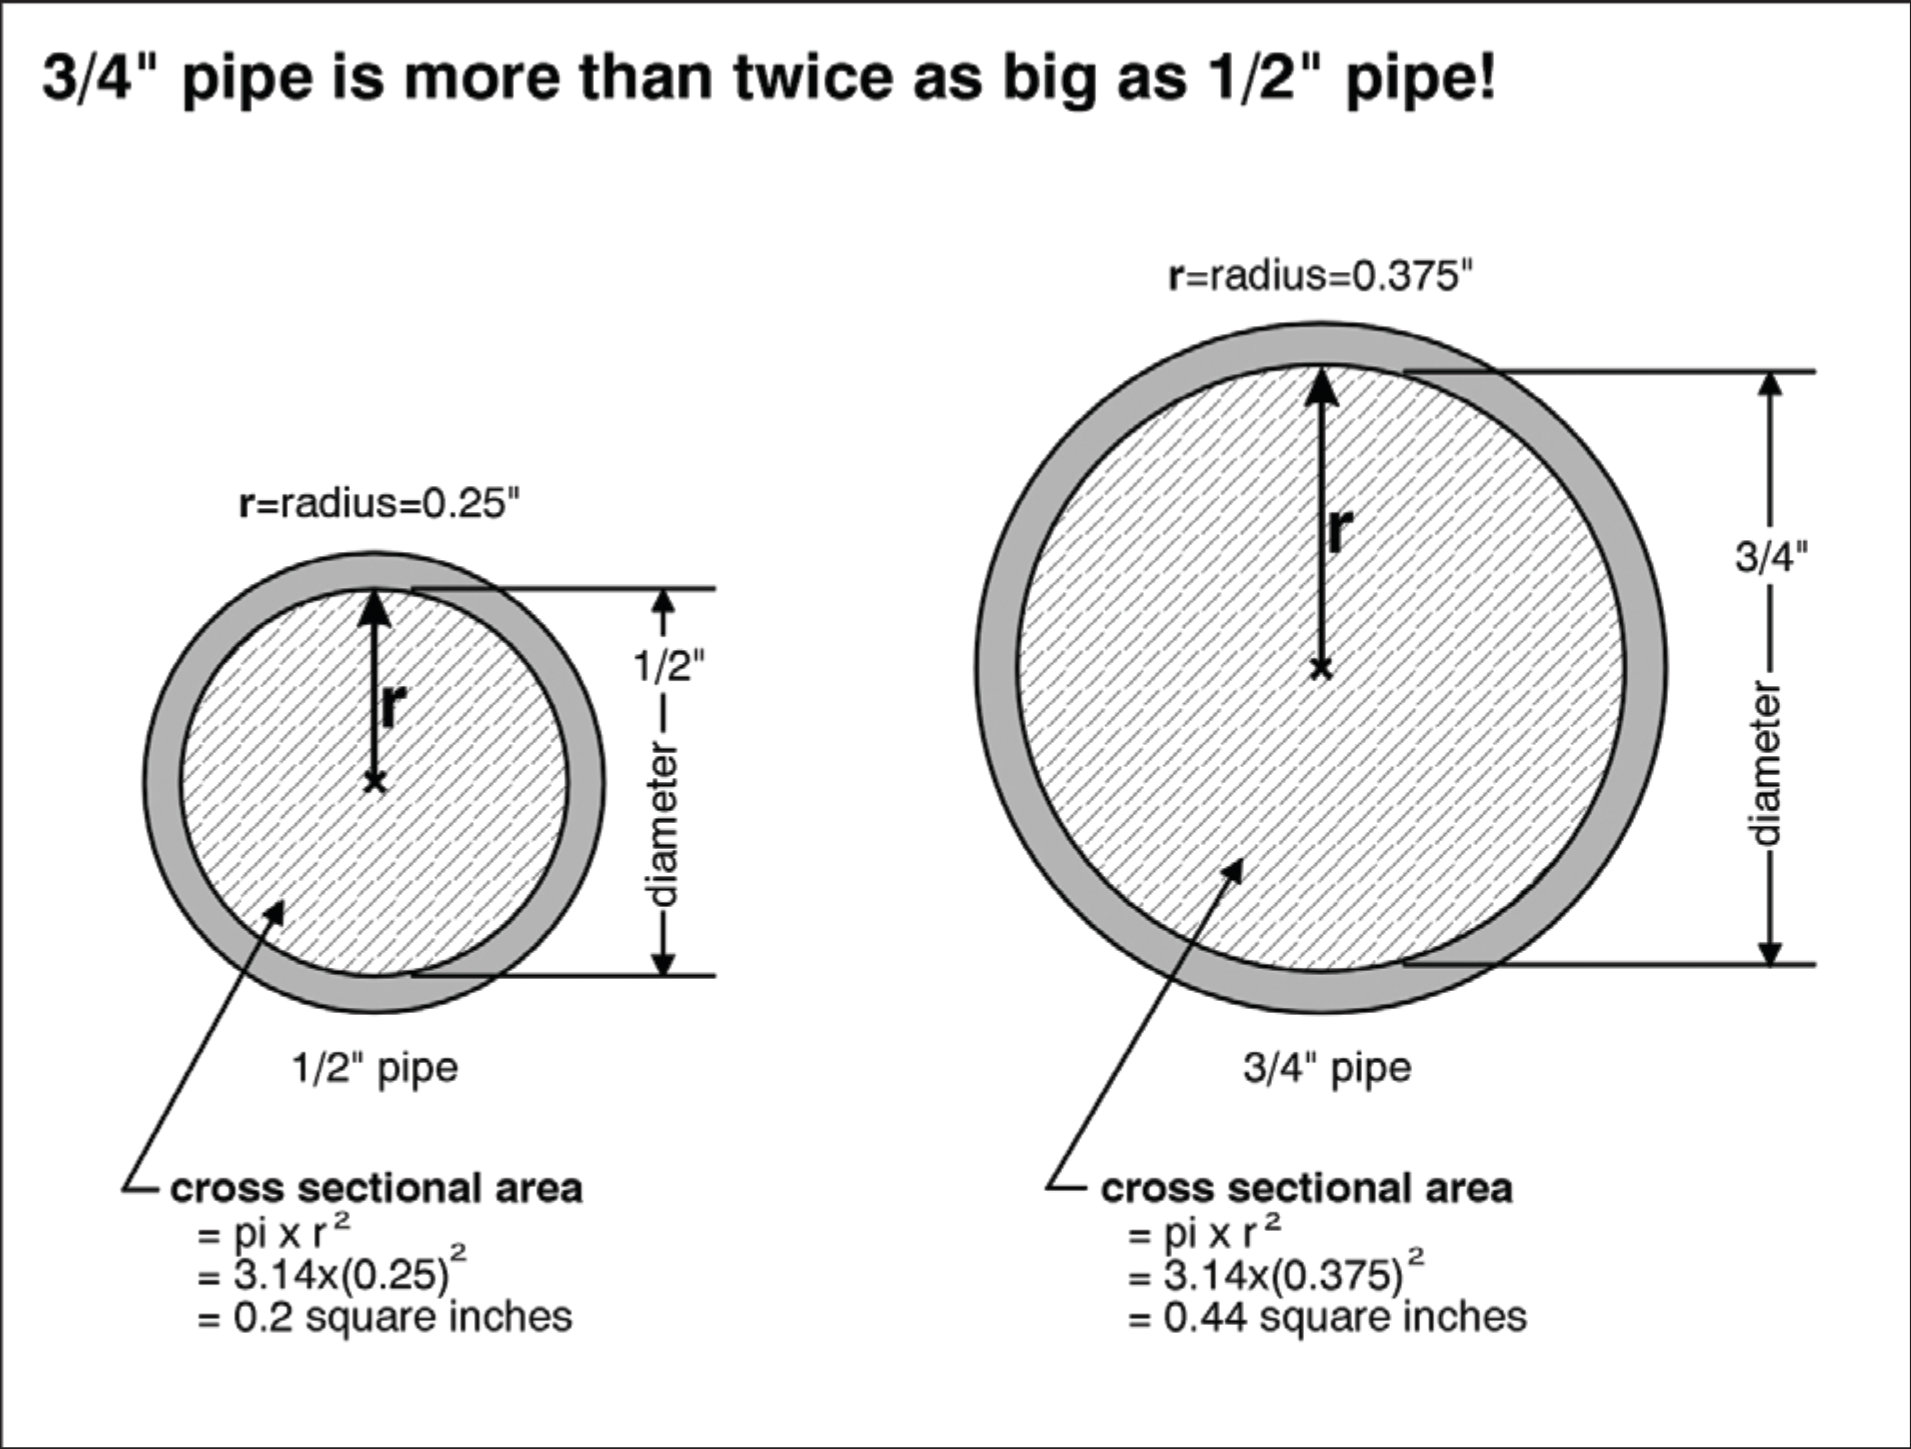 3/4" pipe is more than twice as big as 1/2" pipe!
r=radius=0.25"
r
1/2"
diameter
1/2" pipe
cross sectional area
= pi x r²
= 3.14x(0.25)²
= 0.2 square inches
r=radius=0.375"
r
3/4"
diameter
3/4" pipe
cross sectional area
= pi x r²
= 3.14x(0.375)²
= 0.44 square inches